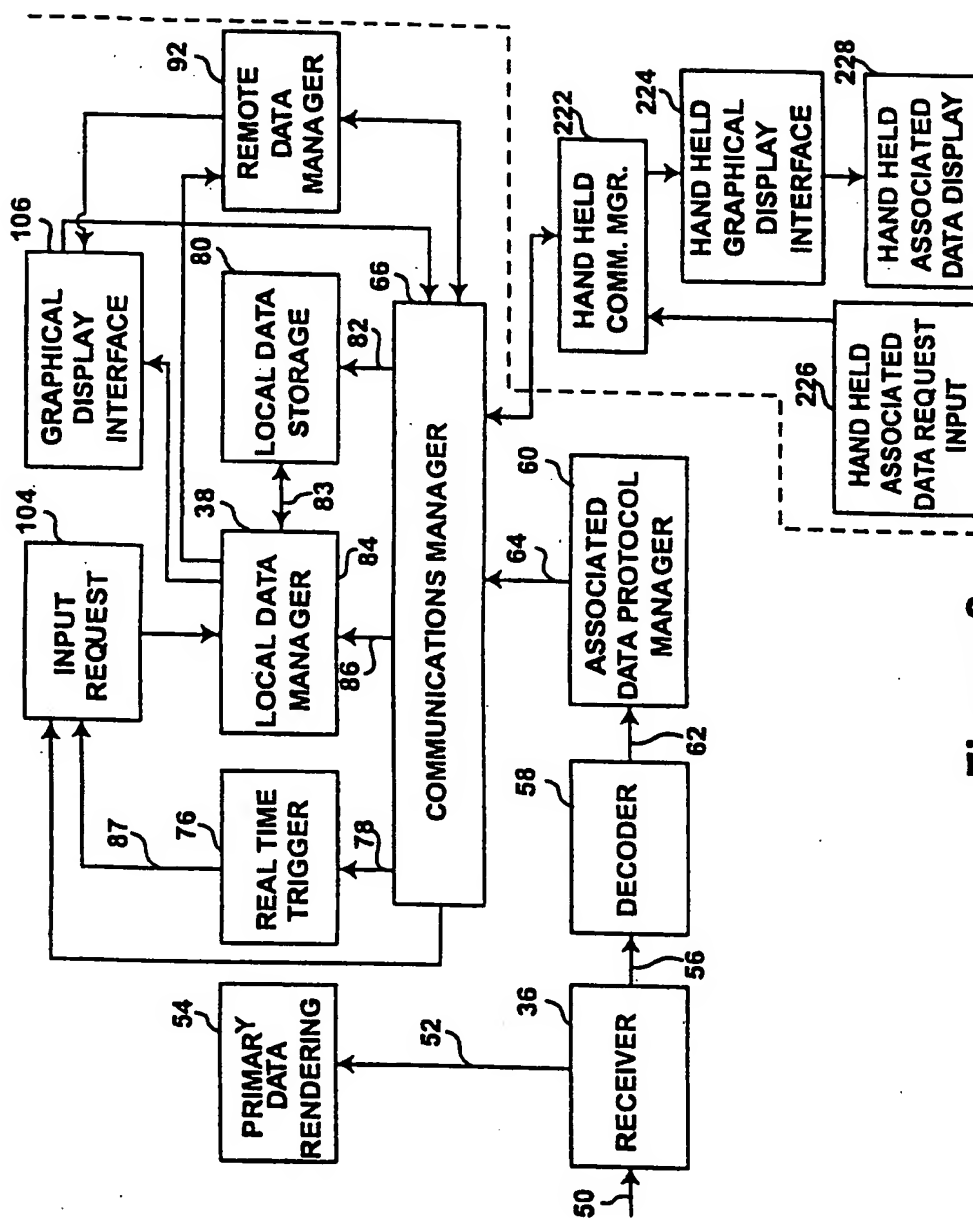 106
GRAPHICAL
DISPLAY
INTERFACE
104
INPUT
REQUEST
92
REMOTE
DATA
MANAGER
87
76
REAL TIME
TRIGGER
78
38
LOCAL DATA
MANAGER
84
86
83
80
LOCAL DATA
STORAGE
82
66
COMMUNICATIONS MANAGER
54
PRIMARY
DATA
RENDERING
52
50
36
RECEIVER
56
58
DECODER
62
60
ASSOCIATED
DATA PROTOCOL
MANAGER
64
222
HAND HELD
COMM. MGR.
224
HAND HELD
GRAPHICAL
DISPLAY
INTERFACE
226
HAND HELD
ASSOCIATED
DATA REQUEST
INPUT
228
HAND HELD
ASSOCIATED
DATA DISPLAY